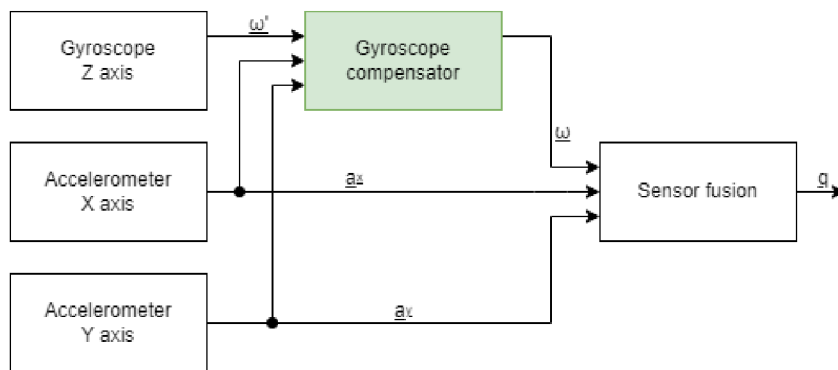 Gyroscope
Z axis
ω'
Gyroscope
compensator
ω
Accelerometer
X axis
ax
Sensor fusion
q
Accelerometer
Y axis
ay